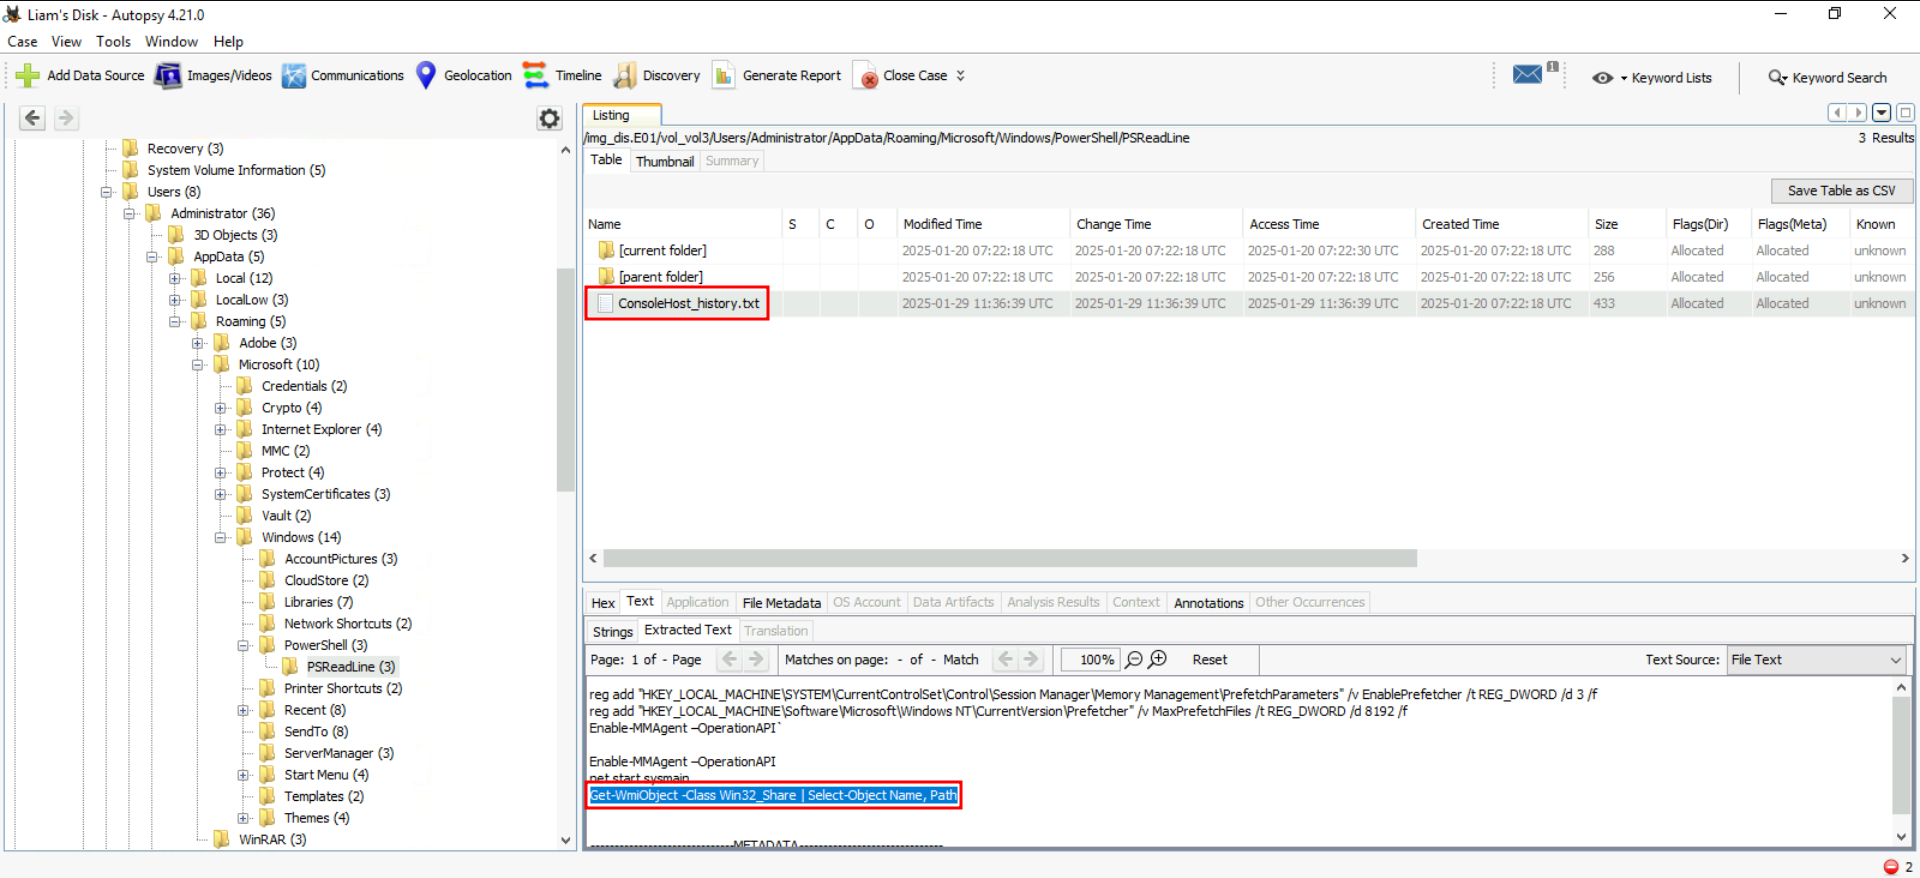 Liam's Disk - Autopsy 4.21.0
Case View Tools Window Help
Add Data Source Images/Videos Communications Geolocation Timeline Discovery Generate Report Close Case 1 Keyword Lists Keyword Search
Recovery (3)
System Volume Information (5)
Users (8)
Administrator (36)
3D Objects (3)
AppData (5)
Local (12)
LocalLow (3)
Roaming (5)
Adobe (3)
Microsoft (10)
Credentials (2)
Crypto (4)
Internet Explorer (4)
MMC (2)
Protect (4)
SystemCertificates (3)
Vault (2)
Windows (14)
AccountPictures (3)
CloudStore (2)
Libraries (7)
Network Shortcuts (2)
PowerShell (3)
PSReadLine (3)
Printer Shortcuts (2)
Recent (8)
SendTo (8)
ServerManager (3)
Start Menu (4)
Templates (2)
Themes (4)
WinRAR (3)
Listing
/img_dis.E01/vol_vol3/Users/Administrator/AppData/Roaming/Microsoft/Windows/PowerShell/PSReadLine 3 Results
Table Thumbnail Summary
Save Table as CSV
Name S C O Modified Time Change Time Access Time Created Time Size Flags(Dir) Flags(Meta) Known
[current folder] 2025-01-20 07:22:18 UTC 2025-01-20 07:22:18 UTC 2025-01-20 07:22:30 UTC 2025-01-20 07:22:18 UTC 288 Allocated Allocated unknown
[parent folder] 2025-01-20 07:22:18 UTC 2025-01-20 07:22:18 UTC 2025-01-20 07:22:18 UTC 2025-01-20 07:22:18 UTC 256 Allocated Allocated unknown
ConsoleHost_history.txt 2025-01-29 11:36:39 UTC 2025-01-29 11:36:39 UTC 2025-01-29 11:36:39 UTC 2025-01-20 07:22:18 UTC 433 Allocated Allocated unknown
Hex Text Application File Metadata OS Account Data Artifacts Analysis Results Context Annotations Other Occurrences
Strings Extracted Text Translation
Page: 1 of - Page Matches on page: - of - Match 100% Reset Text Source: File Text
reg add "HKEY_LOCAL_MACHINE\SYSTEM\CurrentControlSet\Control\Session Manager\Memory Management\PrefetchParameters" /v EnablePrefetcher /t REG_DWORD /d 3 /f
reg add "HKEY_LOCAL_MACHINE\Software\Microsoft\Windows NT\CurrentVersion\Prefetcher" /v MaxPrefetchFiles /t REG_DWORD /d 8192 /f
Enable-MMAgent –OperationAPI`
Enable-MMAgent –OperationAPI
net start sysmain
Get-WmiObject -Class Win32_Share | Select-Object Name, Path
------------------------------METADATA------------------------------
2